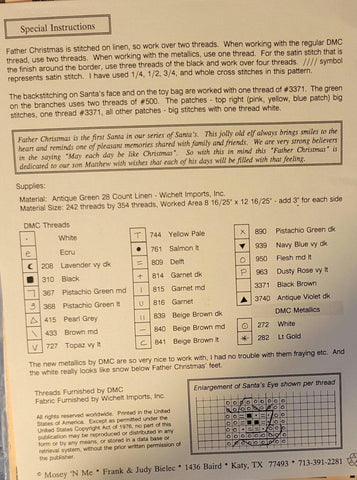 Special Instructions
Father Christmas is stitched on linen, so work over two threads. When working with the regular DMC
thread, use two threads. When working with the metallics, use one thread. For the satin stitch that is
the finish around the border, use three threads of the black and work over four threads. //// symbol
represents satin stitch. I have used 1/4, 1/2, 3/4, and whole cross stitches in this pattern.
The backstitching on Santa's face and on the toy bag are worked with one thread of #3371. The green
on the branches uses two threads of #500. The patches - top right (pink, yellow, blue patch) big
stitches, one thread #3371, all other patches - big stitches with one thread white.
Father Christmas is the first Santa in our series of Santa's. This jolly old elf always brings smiles to the
heart and reminds one of pleasant memories shared with family and friends. We are very strong believers
in the saying "May each day be like Christmas". So with this in mind this "Father Christmas" is
dedicated to our son Matthew with wishes that each of his days will be filled with that feeling.
Supplies:
Material: Antique Green 28 Count Linen - Wichelt Imports, Inc.
Material Size: 242 threads by 354 threads, Worked Area 8 16/25" x 12 16/25" - add 3" for each side
DMC Threads
White
Ecru
208 Lavender vy dk
310 Black
367 Pistachio Green md
368 Pistachio Green lt
415 Pearl Grey
433 Brown md
727 Topaz vy lt
744 Yellow Pale
761 Salmon lt
809 Delft
814 Garnet dk
815 Garnet md
816 Garnet
839 Beige Brown dk
840 Beige Brown md
841 Beige Brown lt
890 Pistachio Green dk
939 Navy Blue vy dk
950 Flesh md lt
963 Dusty Rose vy lt
3371 Black Brown
3740 Antique Violet dk
DMC Metallics
272 White
282 Lt Gold
The new metallics by DMC are so very nice to work with, I had no trouble with them fraying etc. And
the white really looks like snow below Father Christmas' feet.
Threads Furnished by DMC
Fabric Furnished by Wichelt Imports, Inc.
All rights reserved worldwide. Printed in the United
States of America. Except as permitted under the
United States Copyright Act of 1976, no part of this
publication may be reproduced or distributed in any
form or by any means, or stored in a data base or
retrieval system, without the prior written permission
of the publisher.
Enlargement of Santa's Eye shown per thread
© Mosey 'N Me * Frank & Judy Bielec * 1436 Baird * Katy, TX 77493 * 713-391-2281